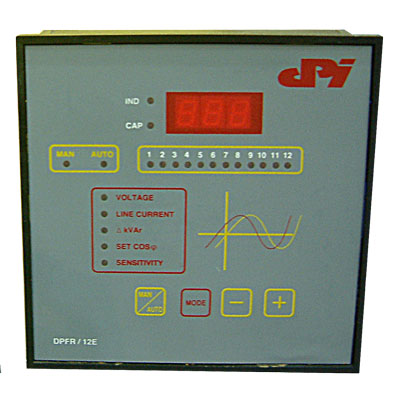 CPI
IND
888
CAP
MAN AUTO
1 2 3 4 5 6 7 8 9 10 11 12
VOLTAGE
LINE CURRENT
△ kVAr
SET COSφ
SENSITIVITY
MAN/AUTO
MODE
−
+
DPFR / 12E